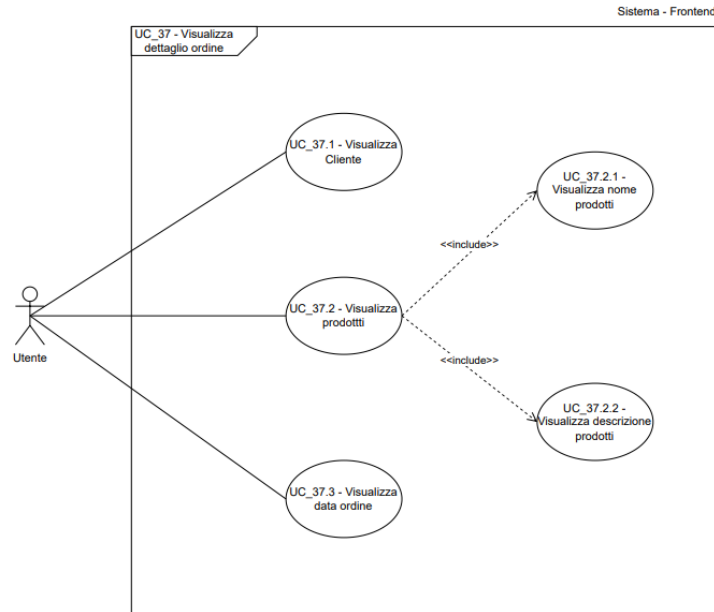 Sistema - Frontend
UC_37 - Visualizza
dettaglio ordine
UC_37.1 - Visualizza
Cliente
UC_37.2.1 -
Visualizza nome
prodotti
<<include>>
UC_37.2 - Visualizza
prodottti
Utente
<<include>>
UC_37.2.2 -
Visualizza descrizione
prodotti
UC_37.3 - Visualizza
data ordine